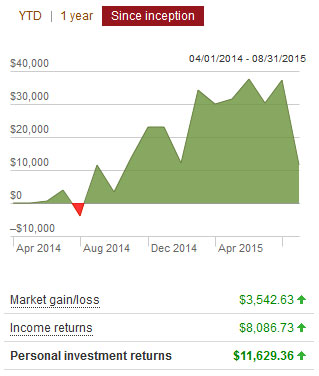 YTD | 1 year Since inception
04/01/2014 - 08/31/2015
$40,000
$30,000
$20,000
$10,000
$0
–$10,000
Apr 2014 Aug 2014 Dec 2014 Apr 2015
Market gain/loss $3,542.63
Income returns $8,086.73
Personal investment returns $11,629.36